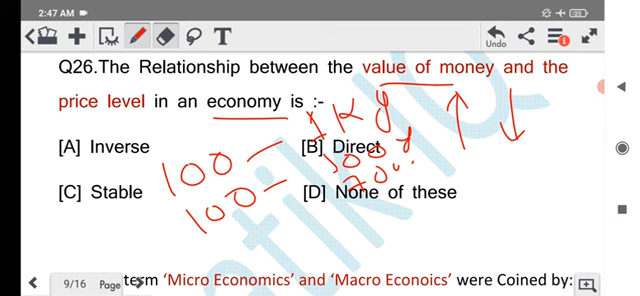 2:47 AM
35
Undo
Q26.The Relationship between the value of money and the
price level in an economy is :-
[A] Inverse
[B] Direct
[C] Stable
[D] None of these
100 — 1Kg
100 —
9/16 Page
term 'Micro Economics' and 'Macro Econoics' were Coined by: